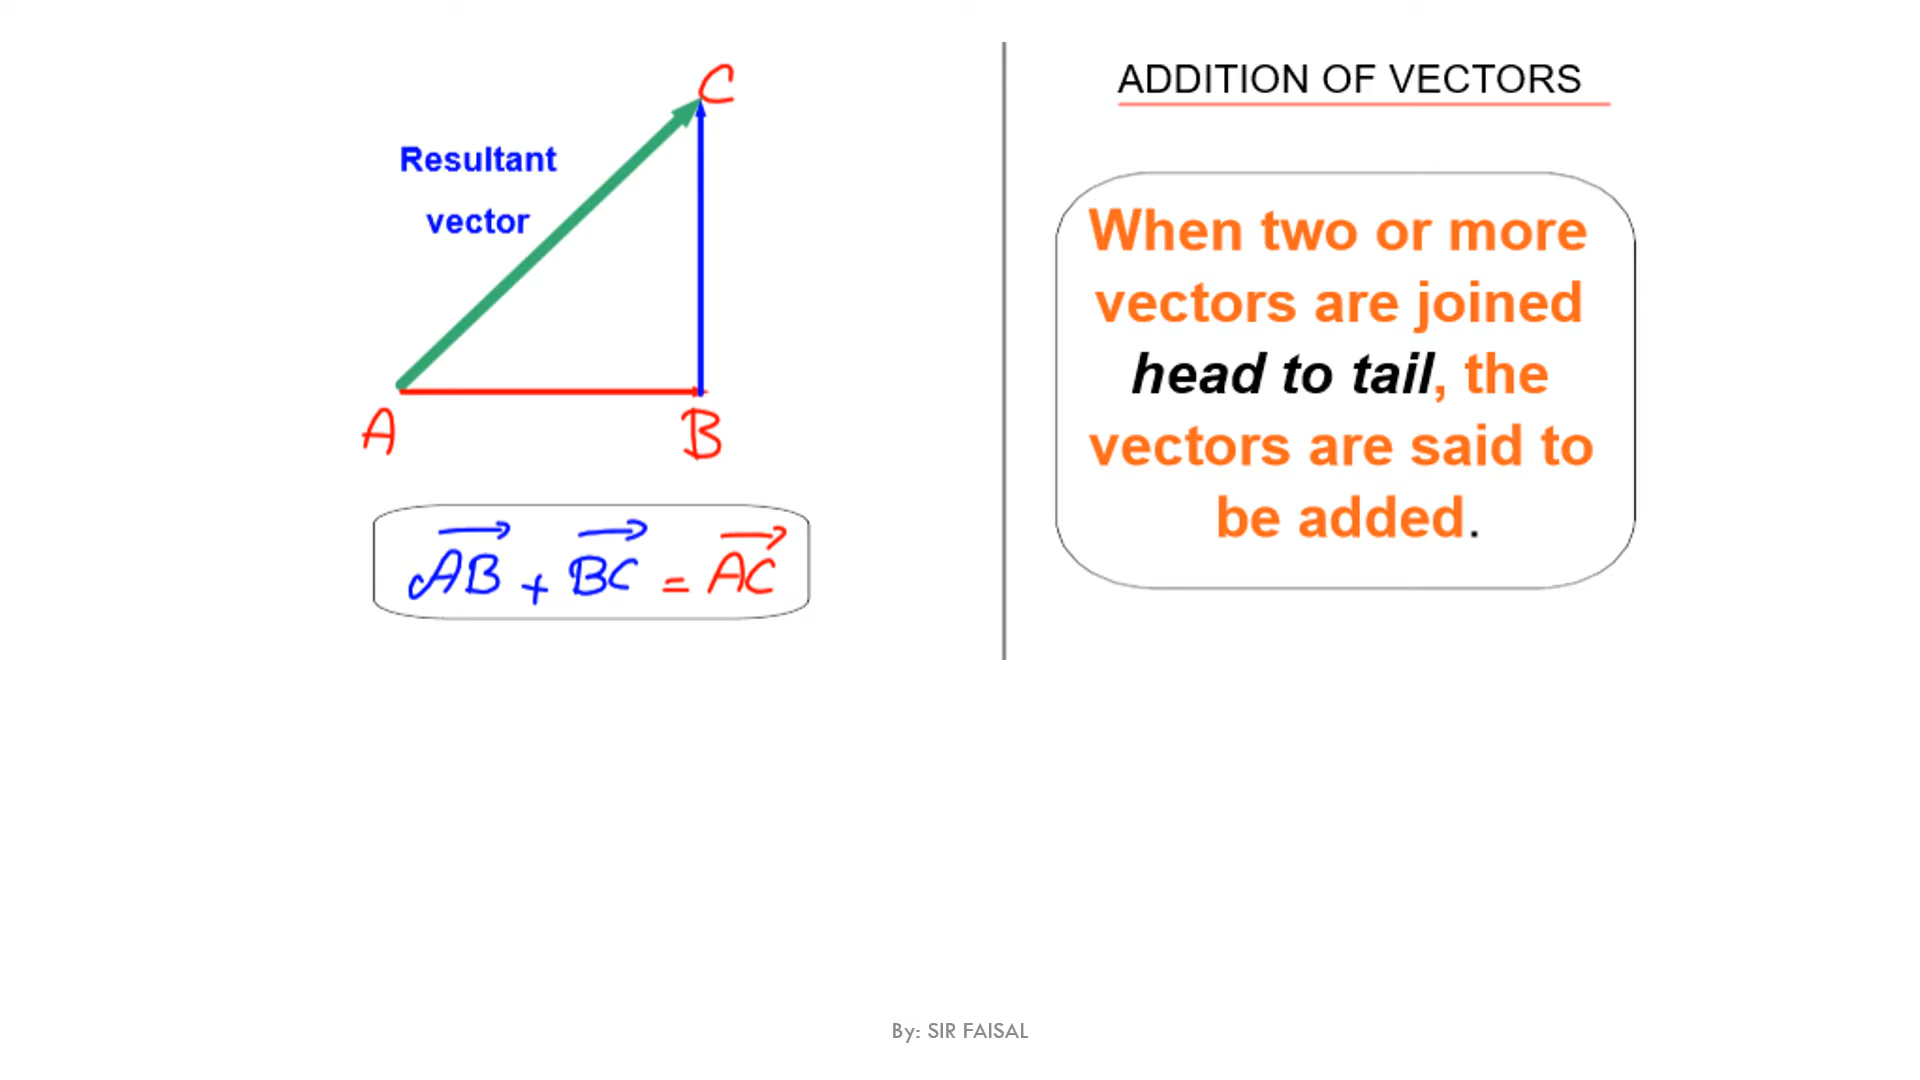 C
Resultant
vector
A
B
AB + BC = AC
ADDITION OF VECTORS
When two or more
vectors are joined
head to tail, the
vectors are said to
be added.
By: SIR FAISAL